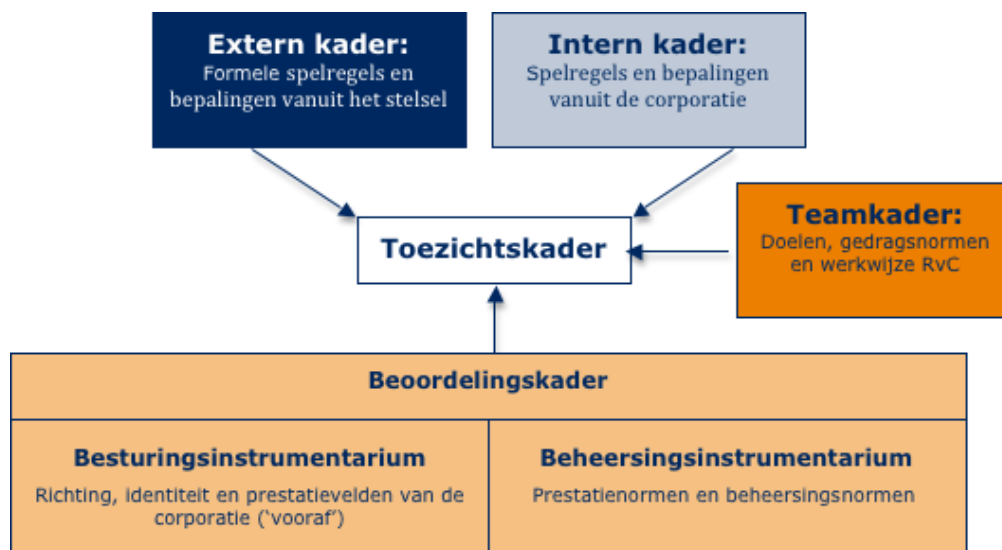 Extern kader:
Formele spelregels en
bepalingen vanuit het stelsel
Intern kader:
Spelregels en bepalingen
vanuit de corporatie
Teamkader:
Doelen, gedragsnormen
en werkwijze RvC
Toezichtskader
Beoordelingskader
Besturingsinstrumentarium
Richting, identiteit en prestatievelden van de
corporatie (‘vooraf’)
Beheersingsinstrumentarium
Prestatienormen en beheersingsnormen